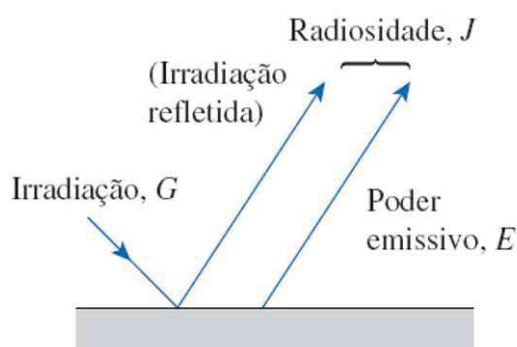 Radiosidade, J
(Irradiação
refletida)
Irradiação, G
Poder
emissivo, E